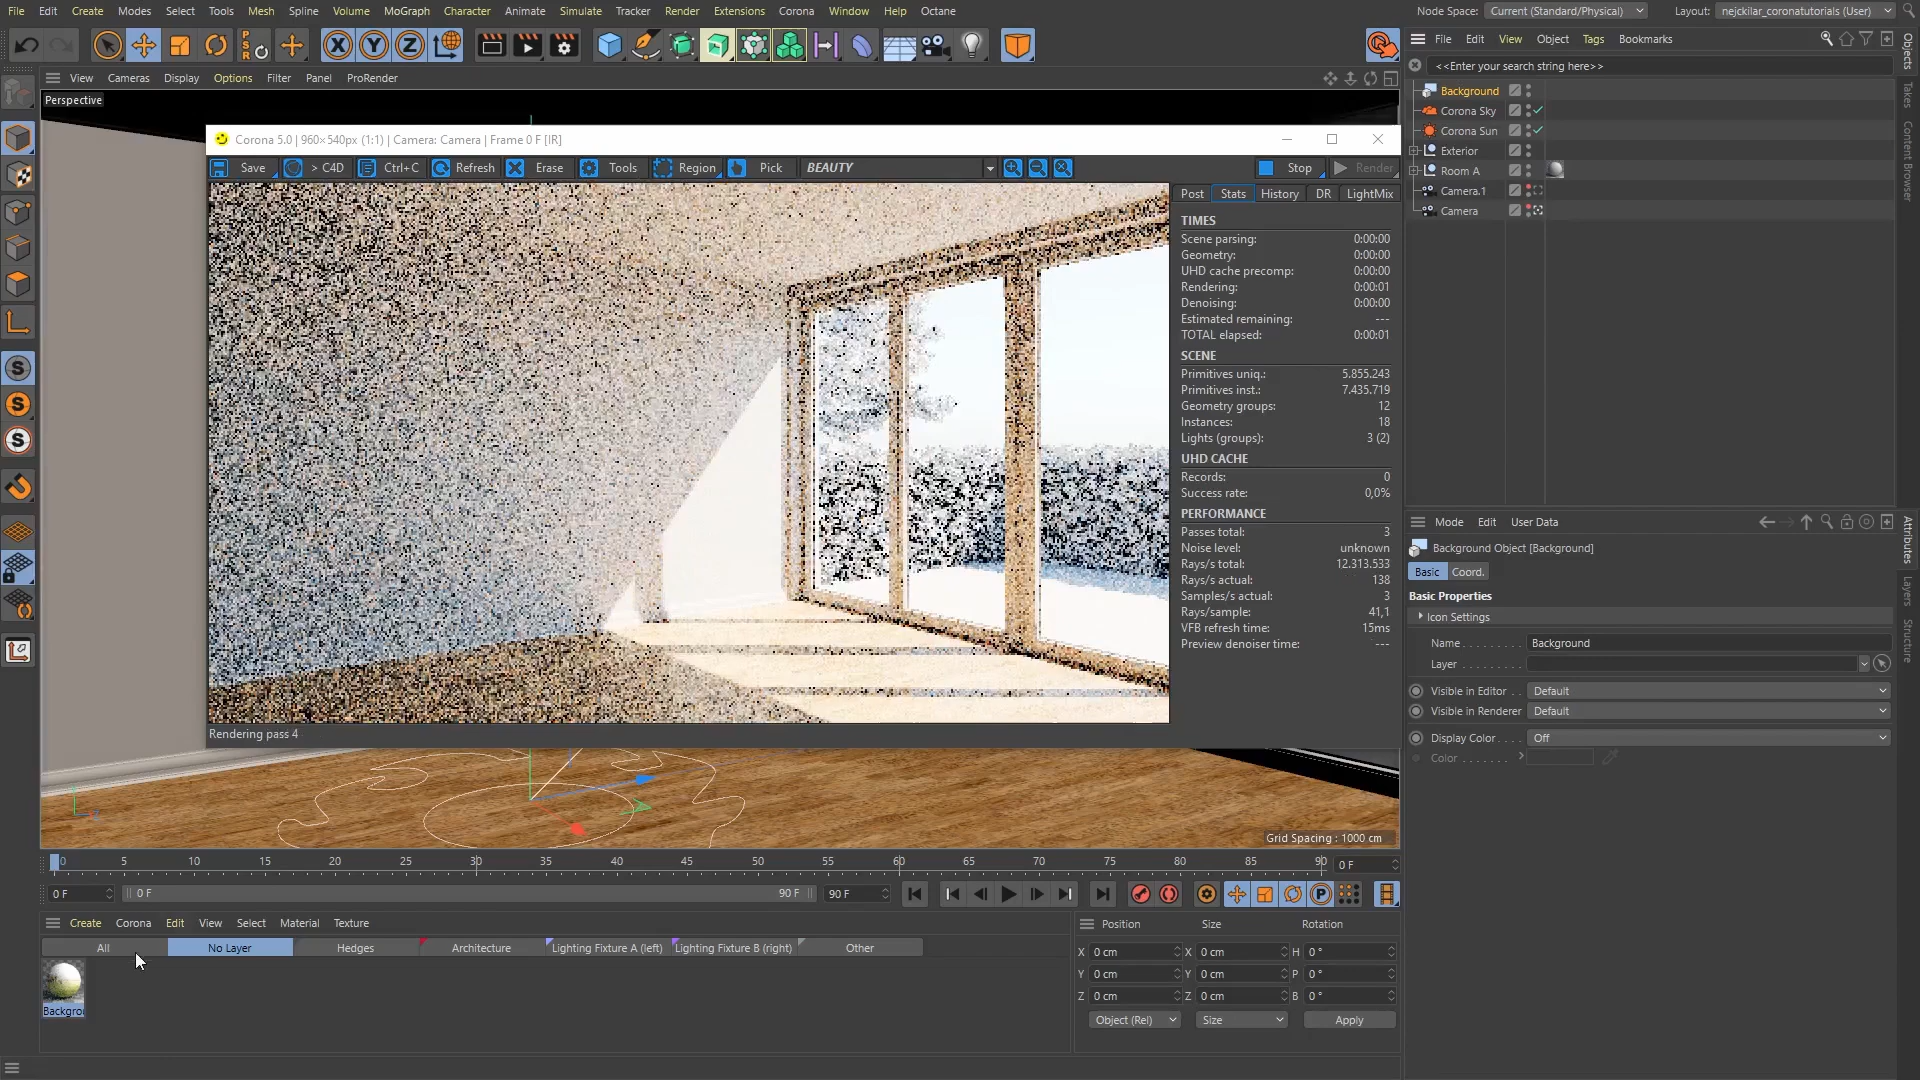 File Edit Create Modes Select Tools Mesh Spline Volume MoGraph Character Animate Simulate Tracker Render Extensions Corona Window Help Octane
Node Space: Current (Standard/Physical) Layout: nejckilar_coronatutorials (User)
File Edit View Object Tags Bookmarks
<<Enter your search string here>>
View Cameras Display Options Filter Panel ProRender
Perspective
Corona 5.0 | 960×540px (1:1) | Camera: Camera | Frame 0 F [IR]
Save > C4D Ctrl+C Refresh Erase Tools Region Pick BEAUTY Stop Render
Post Stats History DR LightMix
TIMES
Scene parsing: 0:00:00
Geometry: 0:00:00
UHD cache precomp: 0:00:00
Rendering: 0:00:01
Denoising: 0:00:00
Estimated remaining: ---
TOTAL elapsed: 0:00:01
SCENE
Primitives uniq.: 5.855.243
Primitives inst.: 7.435.719
Geometry groups: 12
Instances: 18
Lights (groups): 3 (2)
UHD CACHE
Records: 0
Success rate: 0,0%
PERFORMANCE
Passes total: 3
Noise level: unknown
Rays/s total: 12.313.533
Rays/s actual: 138
Samples/s actual: 3
Rays/sample: 41,1
VFB refresh time: 15ms
Preview denoiser time: ---
Rendering pass 4
Background
Corona Sky
Corona Sun
Exterior
Room A
Camera.1
Camera
Objects
Takes
Content Browser
Mode Edit User Data
Background Object [Background]
Basic Coord.
Basic Properties
Icon Settings
Name Background
Layer
Visible in Editor Default
Visible in Renderer Default
Display Color Off
Color
Attributes
Layers
Structure
X Y Z
PSR
S
S
S
Grid Spacing : 1000 cm
0 5 10 15 20 25 30 35 40 45 50 55 60 65 70 75 80 85 90 0 F
0 F 0 F 90 F 90 F P
Create Corona Edit View Select Material Texture
All No Layer Hedges Architecture Lighting Fixture A (left) Lighting Fixture B (right) Other
Backgro
Position Size Rotation
X 0 cm X 0 cm H 0 °
Y 0 cm Y 0 cm P 0 °
Z 0 cm Z 0 cm B 0 °
Object (Rel) Size Apply